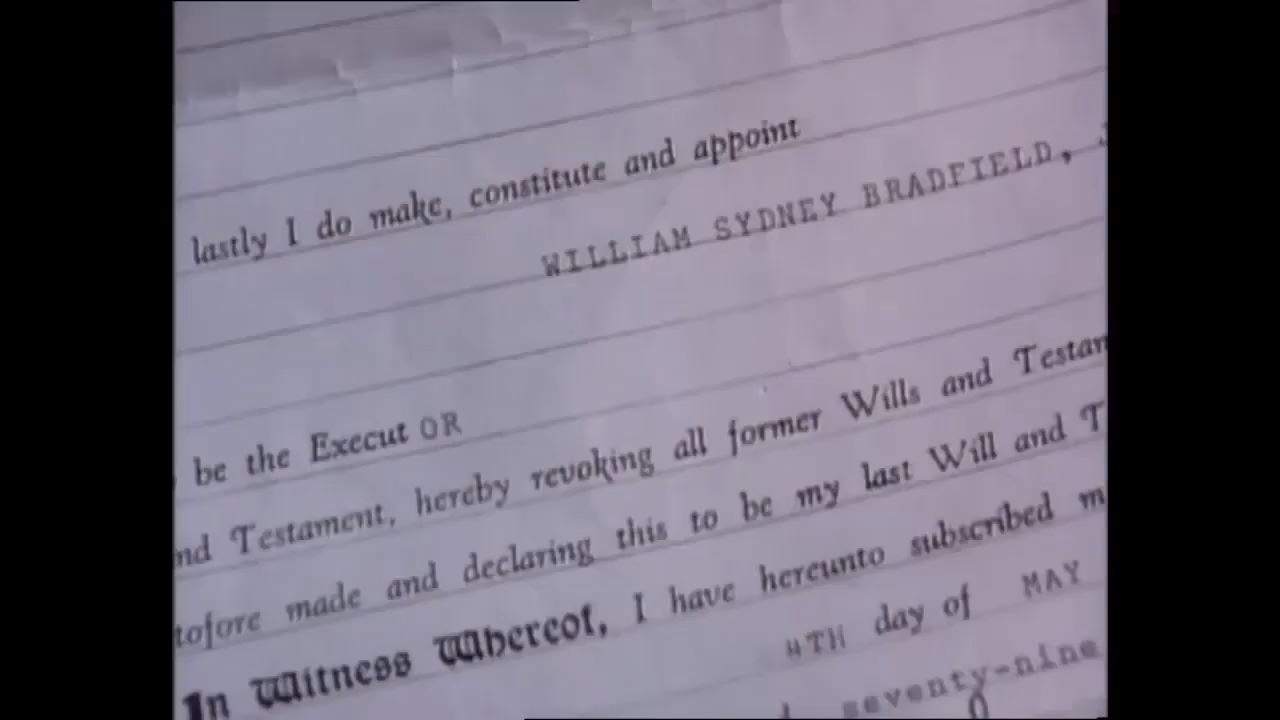 lastly I do make, constitute and appoint
WILLIAM SYDNEY BRADFIELD,
be the Execut OR
nd Testament, hereby revoking all former Wills and Testam
tofore made and declaring this to be my last Will and T
In Witness Whereof, I have hereunto subscribed m
4TH day of MAY
seventy-nine